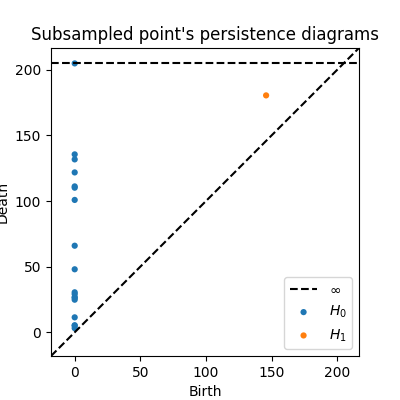 Subsampled point's persistence diagrams
200
150
100
50
0
Death
∞
H₀
H₁
0 50 100 150 200
Birth